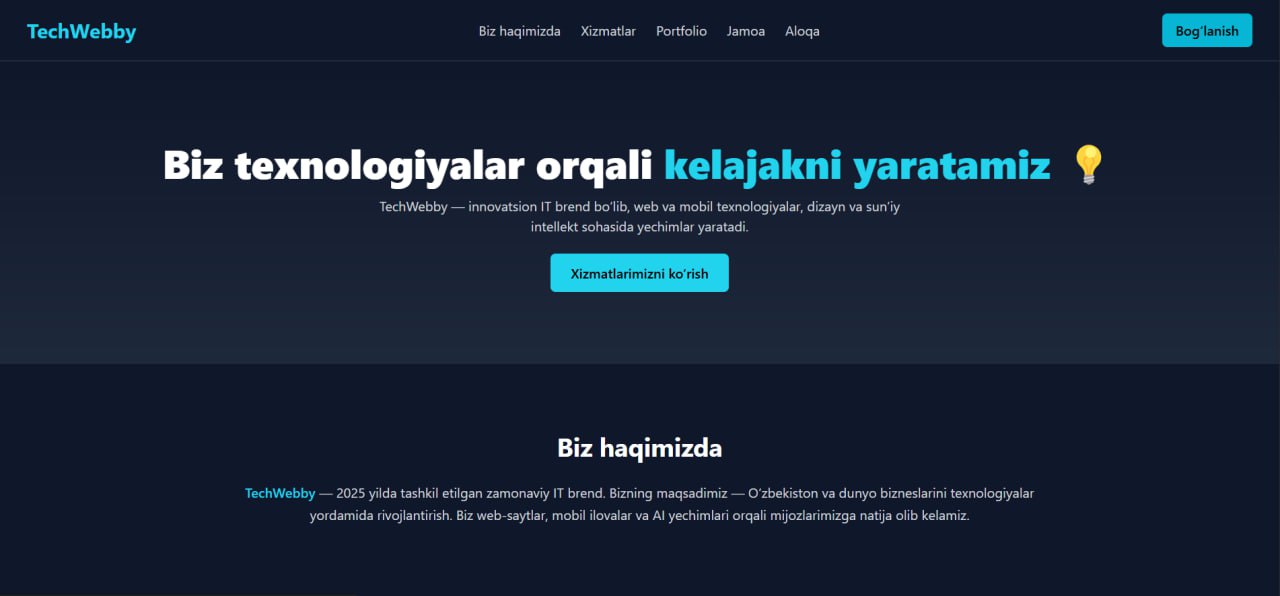 TechWebby
Biz haqimizda
Xizmatlar
Portfolio
Jamoa
Aloqa
Bog‘lanish
Biz texnologiyalar orqali kelajakni yaratamiz 💡
TechWebby — innovatsion IT brend bo‘lib, web va mobil texnologiyalar, dizayn va sun’iy
intellekt sohasida yechimlar yaratadi.
Xizmatlarimizni ko‘rish
Biz haqimizda
TechWebby — 2025 yilda tashkil etilgan zamonaviy IT brend. Bizning maqsadimiz — O‘zbekiston va dunyo bizneslarini texnologiyalar
yordamida rivojlantirish. Biz web-saytlar, mobil ilovalar va AI yechimlari orqali mijozlarimizga natija olib kelamiz.